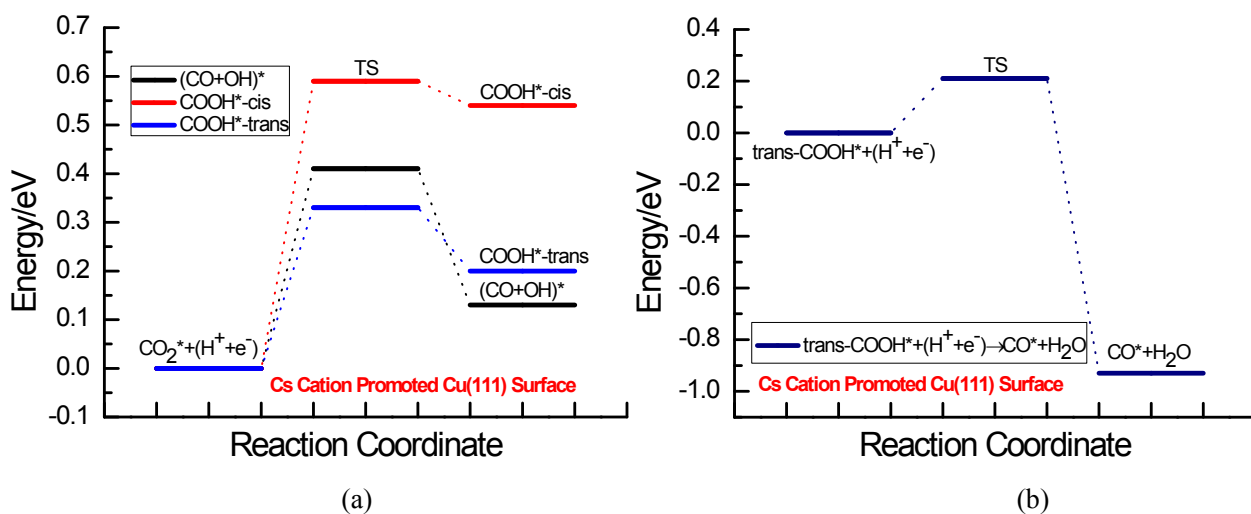 0.7
0.6
0.5
0.4
0.3
0.2
0.1
0.0
-0.1
Energy/eV
(CO+OH)*
COOH*-cis
COOH*-trans
TS
COOH*-cis
COOH*-trans
(CO+OH)*
CO₂*+(H⁺+e⁻)
Cs Cation Promoted Cu(111) Surface
Reaction Coordinate
(a)
0.4
0.2
0.0
-0.2
-0.4
-0.6
-0.8
-1.0
Energy/eV
TS
trans-COOH*+(H⁺+e⁻)
trans-COOH*+(H⁺+e⁻)→CO*+H₂O
CO*+H₂O
Cs Cation Promoted Cu(111) Surface
Reaction Coordinate
(b)